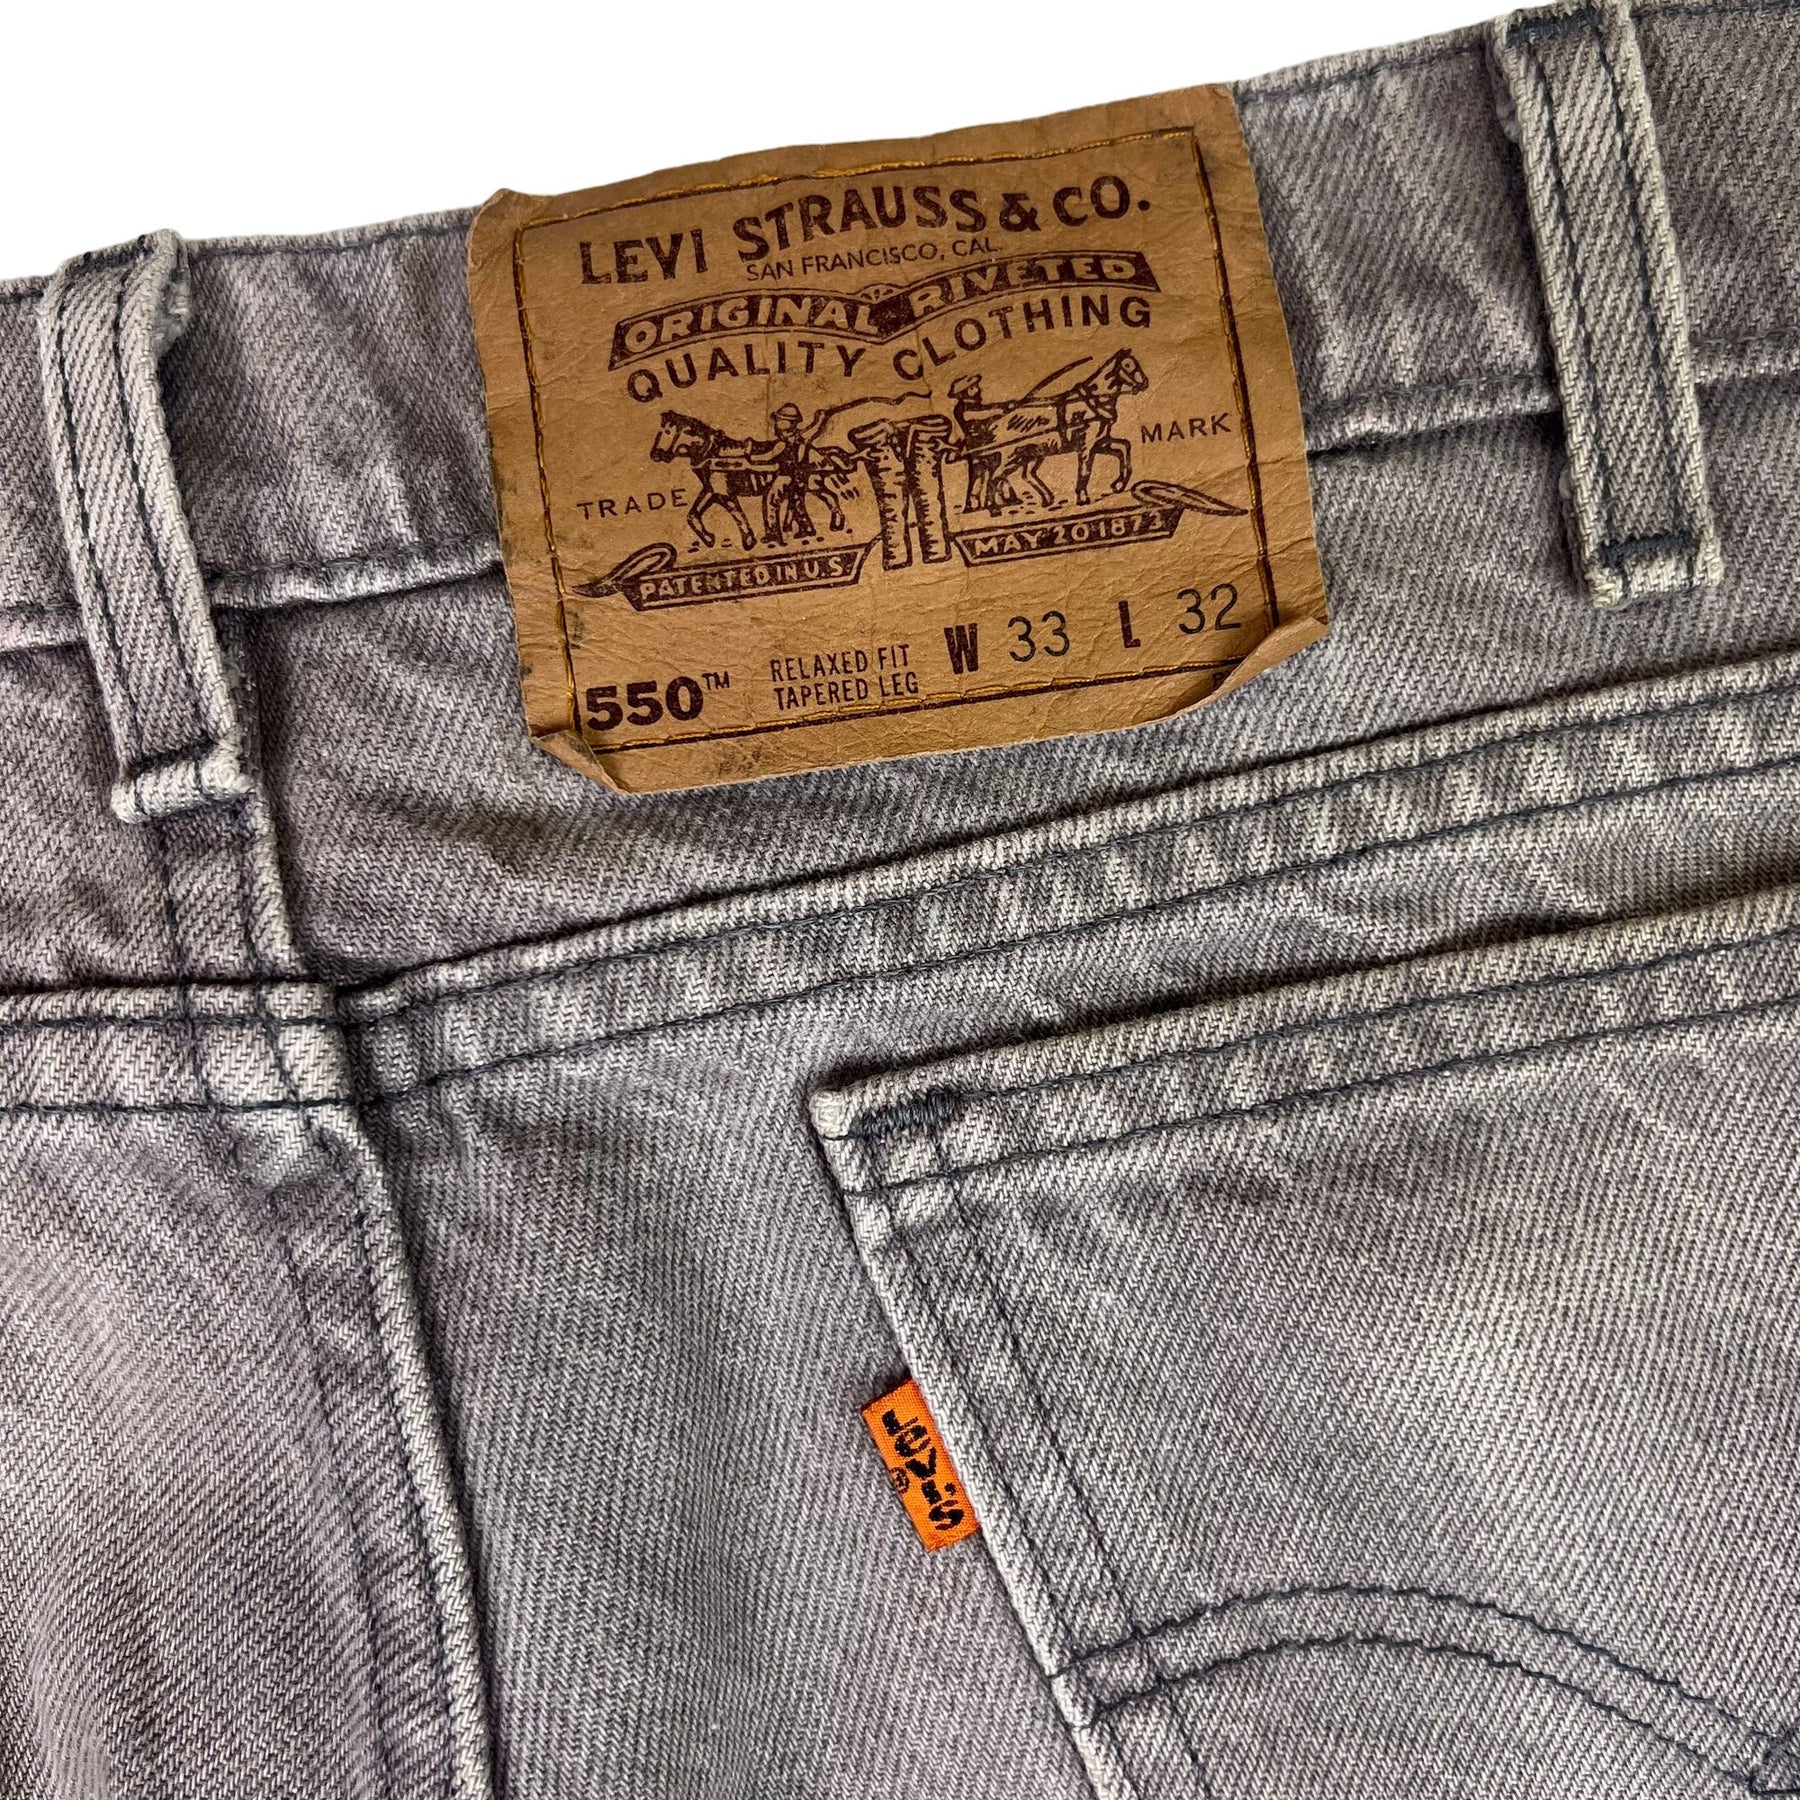 LEVI STRAUSS & CO.
SAN FRANCISCO, CAL.
ORIGINAL RIVETED
QUALITY CLOTHING
TRADE MARK
PATENTED IN U.S. MAY 20 1873
550™ RELAXED FIT W 33 L 32
TAPERED LEG
LEVI'S ®